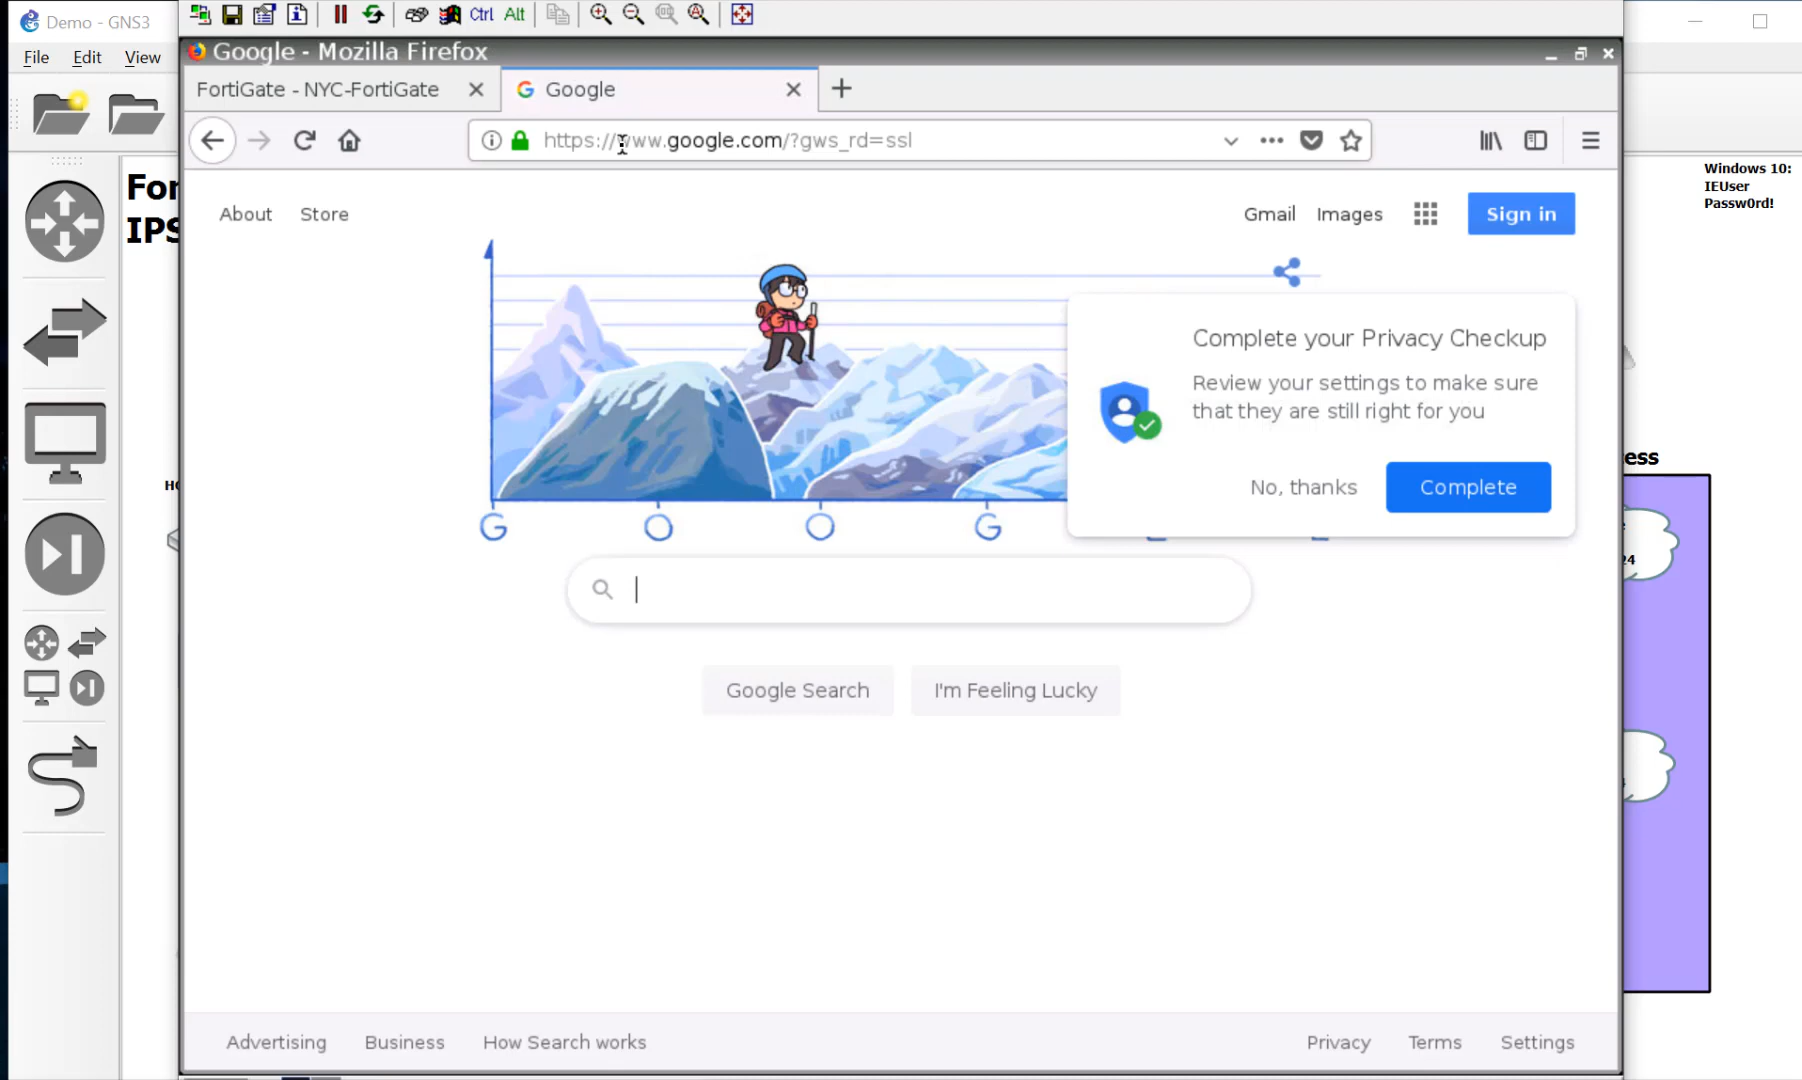 Demo - GNS3
File Edit View
Ctrl Alt
Google - Mozilla Firefox
FortiGate - NYC-FortiGate
Google
https://www.google.com/?gws_rd=ssl
Windows 10:
IEUser
Passw0rd!
For
IPS
About Store
Gmail Images Sign in
Complete your Privacy Checkup
Review your settings to make sure
that they are still right for you
No, thanks Complete
ess
HO
G O O G
24
Google Search I'm Feeling Lucky
Advertising Business How Search works
Privacy Terms Settings